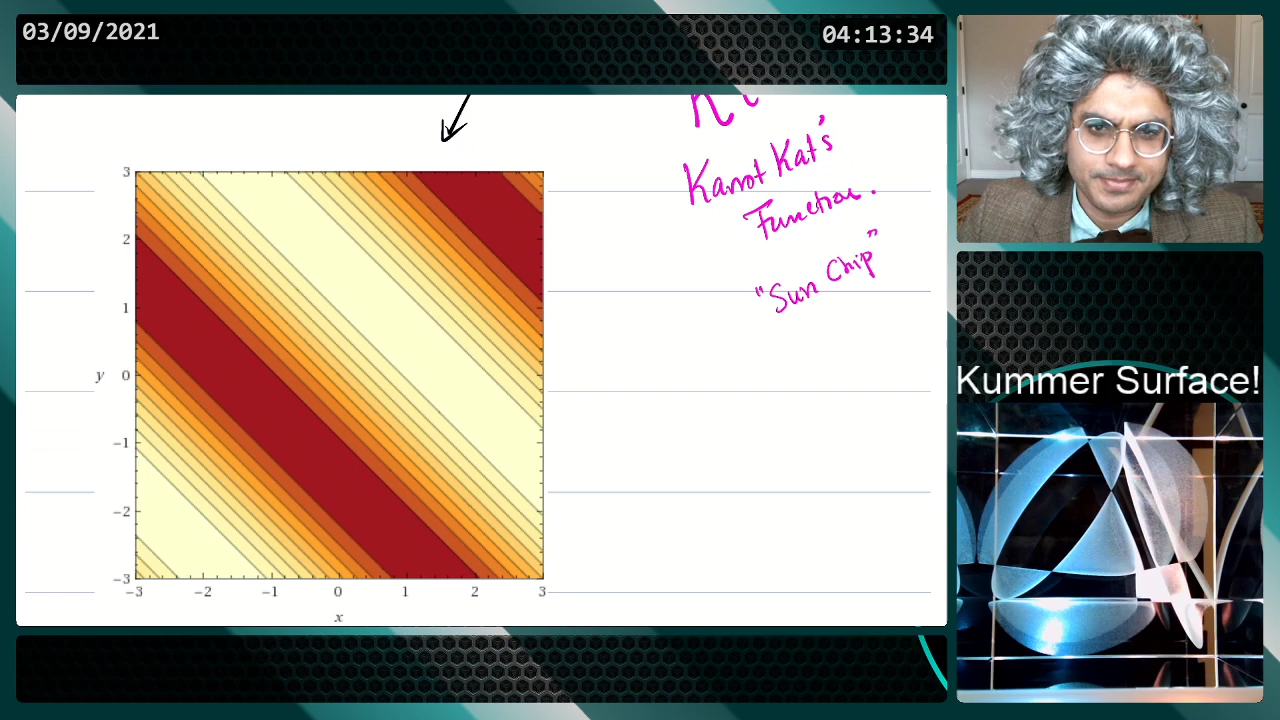 03/09/2021
04:13:34
Karrot Kat's
Function.
"Sun Chip"
3
2
1
y 0
−1
−2
−3
−3 −2 −1 0 1 2 3
x
Kummer Surface!